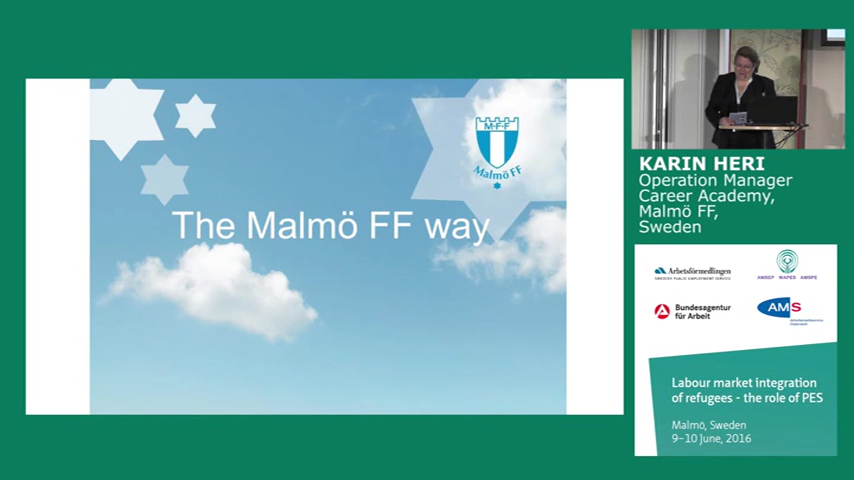 M-F-F
Malmö FF
The Malmö FF way
KARIN HERI
Operation Manager
Career Academy,
Malmö FF,
Sweden
Arbetsförmedlingen
SWEDISH PUBLIC EMPLOYMENT SERVICE
AMSEP WAPES AMSPE
Bundesagentur
für Arbeit
AMS
Labour market integration
of refugees - the role of PES
Malmö, Sweden
9–10 June, 2016